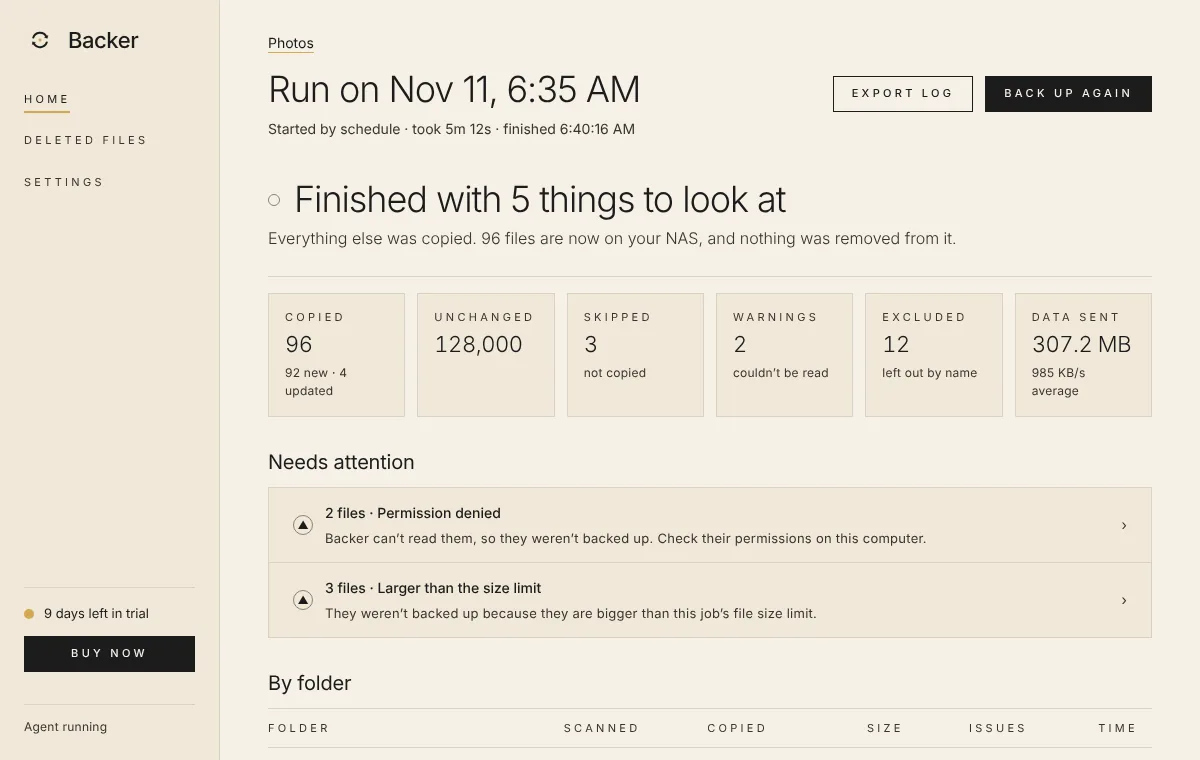 Backer
HOME
DELETED FILES
SETTINGS
9 days left in trial
BUY NOW
Agent running
Photos
Run on Nov 11, 6:35 AM
Started by schedule · took 5m 12s · finished 6:40:16 AM
EXPORT LOG
BACK UP AGAIN
Finished with 5 things to look at
Everything else was copied. 96 files are now on your NAS, and nothing was removed from it.
COPIED
96
92 new · 4
updated
UNCHANGED
128,000
SKIPPED
3
not copied
WARNINGS
2
couldn’t be read
EXCLUDED
12
left out by name
DATA SENT
307.2 MB
985 KB/s
average
Needs attention
2 files · Permission denied
Backer can’t read them, so they weren’t backed up. Check their permissions on this computer.
3 files · Larger than the size limit
They weren’t backed up because they are bigger than this job’s file size limit.
By folder
FOLDER SCANNED COPIED SIZE ISSUES TIME